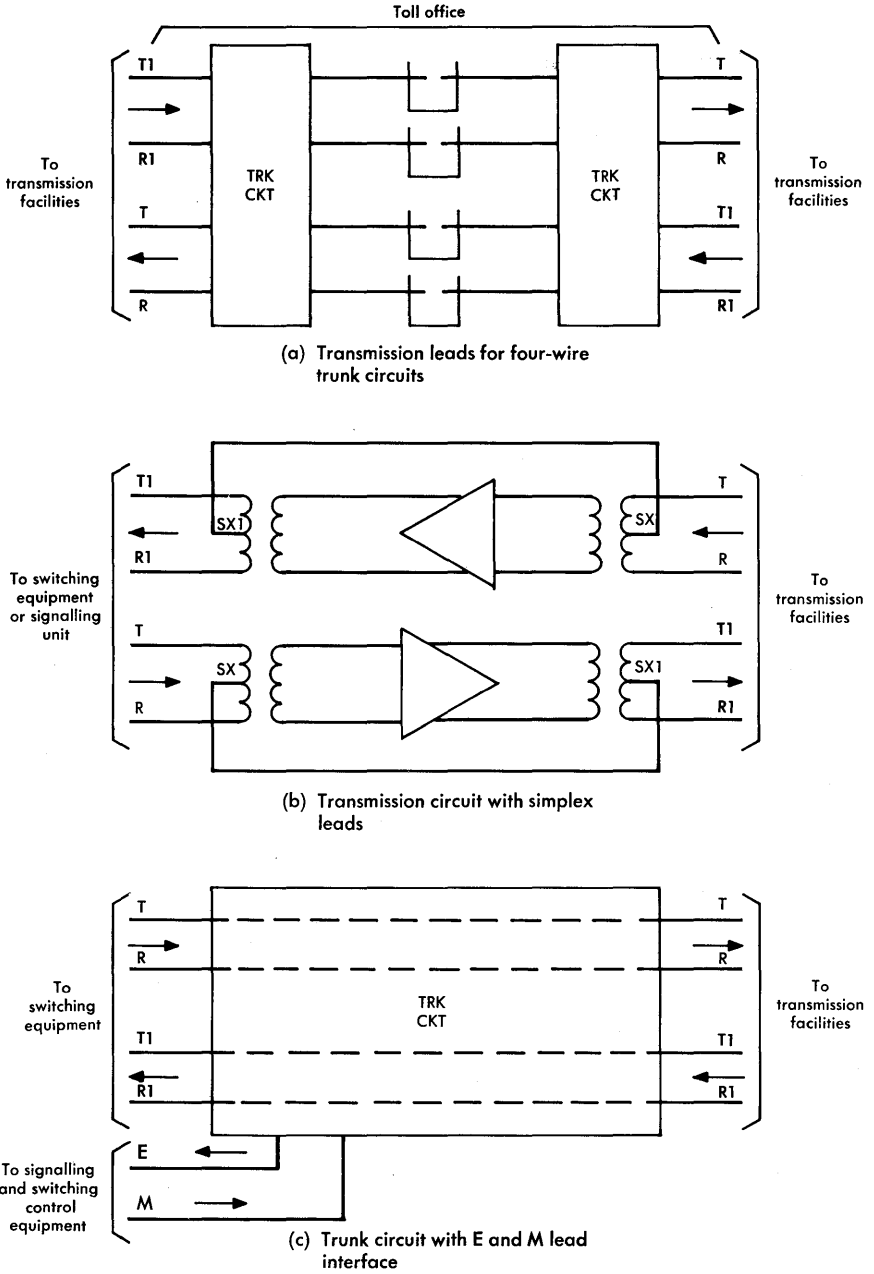 Toll office
T1
T
R1
R
To
transmission
facilities
TRK
CKT
TRK
CKT
To
transmission
facilities
T
T1
R
R1
(a) Transmission leads for four-wire
trunk circuits
T1
T
SX1
SX
R1
R
To switching
equipment
or signalling
unit
To
transmission
facilities
T
T1
SX
SX1
R
R1
(b) Transmission circuit with simplex
leads
T
T
R
R
To
switching
equipment
TRK
CKT
To
transmission
facilities
T1
T1
R1
R1
E
To signalling
and switching
control
equipment
M
(c) Trunk circuit with E and M lead
interface